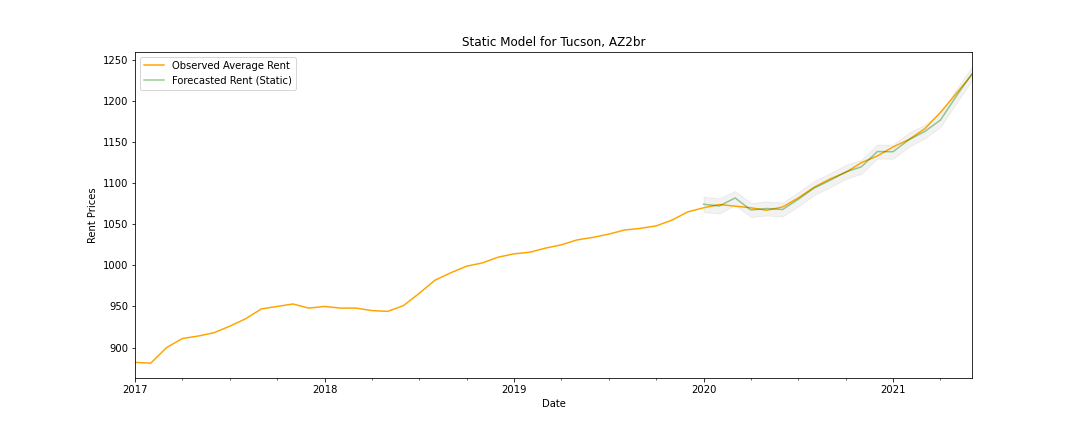 Static Model for Tucson, AZ2br
Observed Average Rent
Forecasted Rent (Static)
1250
1200
1150
1100
1050
1000
950
900
Rent Prices
2017 2018 2019 2020 2021
Date